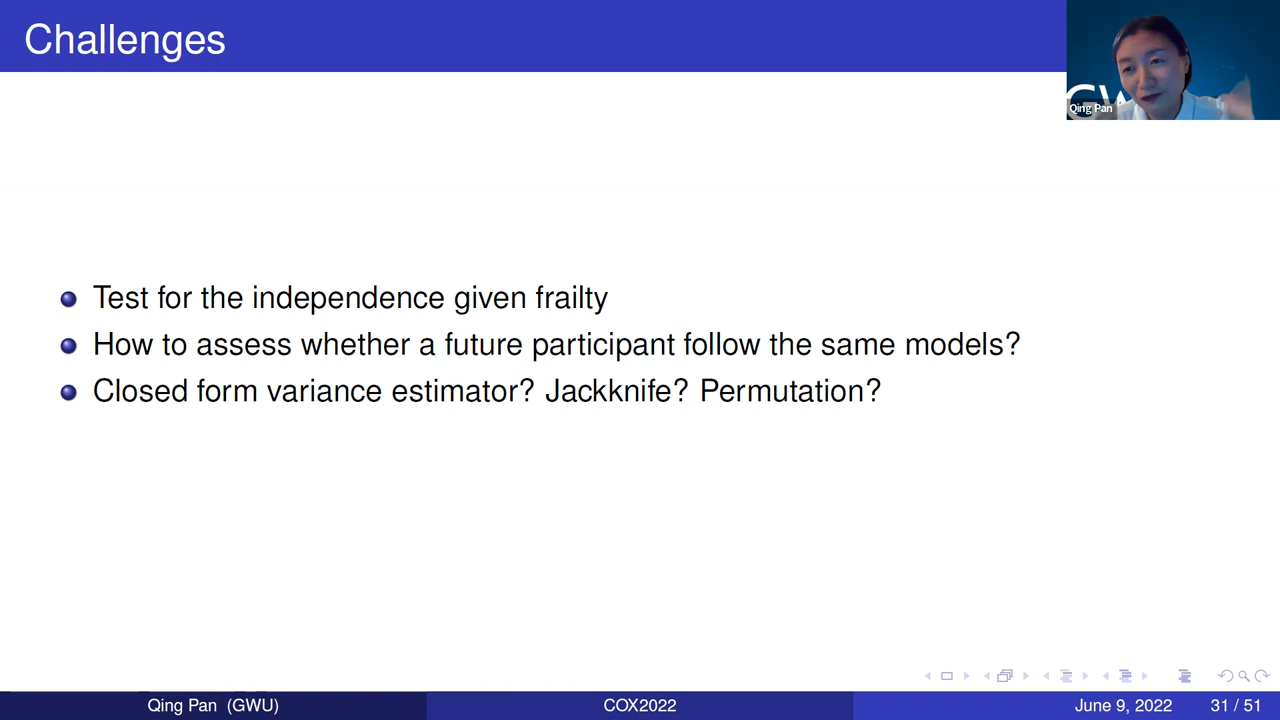 Challenges
GW
Qing Pan
Test for the independence given frailty
How to assess whether a future participant follow the same models?
Closed form variance estimator? Jackknife? Permutation?
Qing Pan (GWU)
COX2022
June 9, 2022
31 / 51